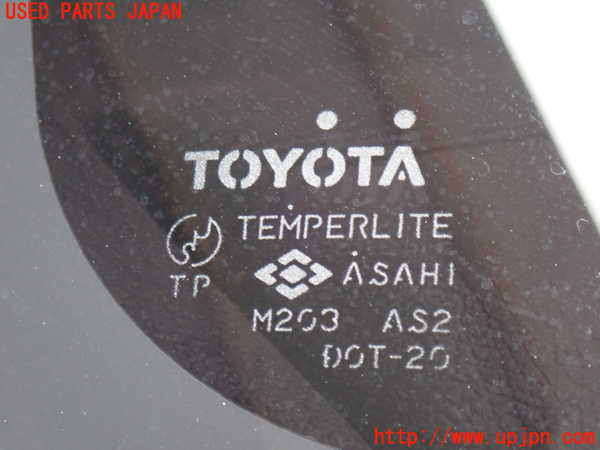 USED PARTS JAPAN
TOYOTA
TEMPERLITE
TP
ASAHI
M203 AS2
DOT-20
http://www.upjpn.com